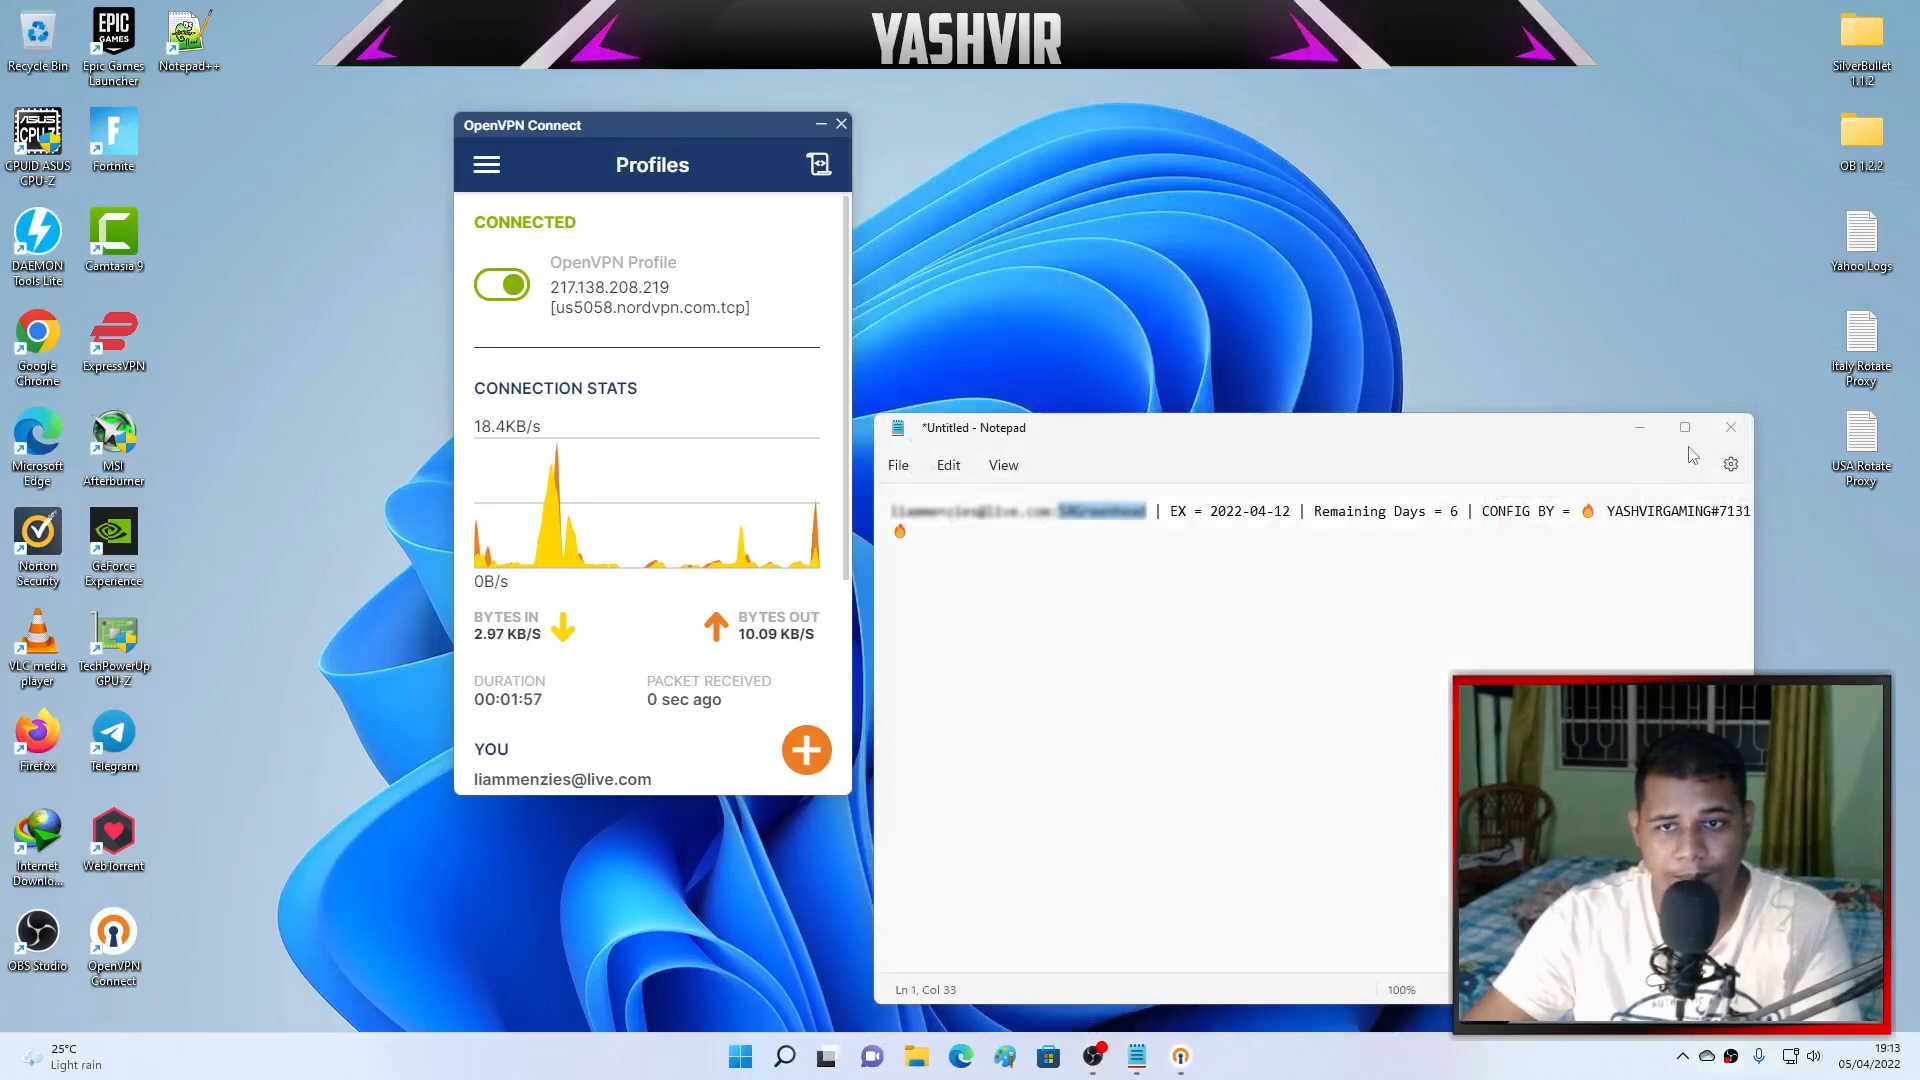 YASHVIR
Recycle Bin
Epic Games
Launcher
Notepad++
CPUID ASUS
CPU-Z
Fortnite
DAEMON
Tools Lite
Camtasia 9
Google
Chrome
ExpressVPN
Microsoft
Edge
MSI
Afterburner
Norton
Security
GeForce
Experience
VLC media
player
TechPowerUp
GPU-Z
Firefox
Telegram
Internet
Downlo...
WebTorrent
OBS Studio
OpenVPN
Connect
OpenVPN Connect
Profiles
CONNECTED
OpenVPN Profile
217.138.208.219
[us5058.nordvpn.com.tcp]
CONNECTION STATS
18.4KB/s
0B/s
BYTES IN
2.97 KB/S
BYTES OUT
10.09 KB/S
DURATION
00:01:57
PACKET RECEIVED
0 sec ago
YOU
liammenzies@live.com
*Untitled - Notepad
File Edit View
| EX = 2022-04-12 | Remaining Days = 6 | CONFIG BY = 🔥 YASHVIRGAMING#7131
🔥
Ln 1, Col 33
100%
SilverBullet
1.1.2
OB 1.2.2
Yahoo Logs
Italy Rotate
Proxy
USA Rotate
Proxy
25°C
Light rain
19:13
05/04/2022